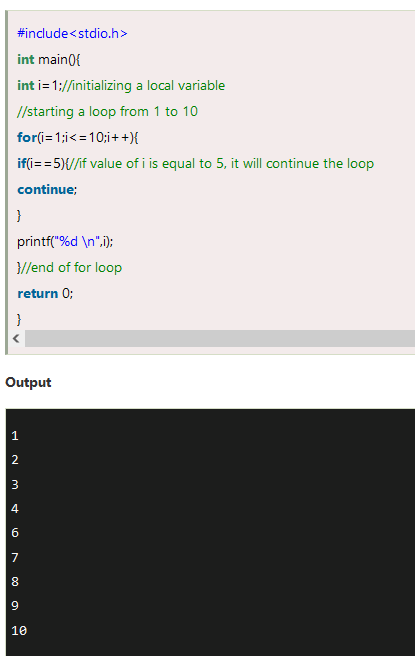 #include<stdio.h>
int main(){
int i=1;//initializing a local variable
//starting a loop from 1 to 10
for(i=1;i<=10;i++){
if(i==5){//if value of i is equal to 5, it will continue the loop
continue;
}
printf("%d \n",i);
}//end of for loop
return 0;
}
Output
1
2
3
4
6
7
8
9
10